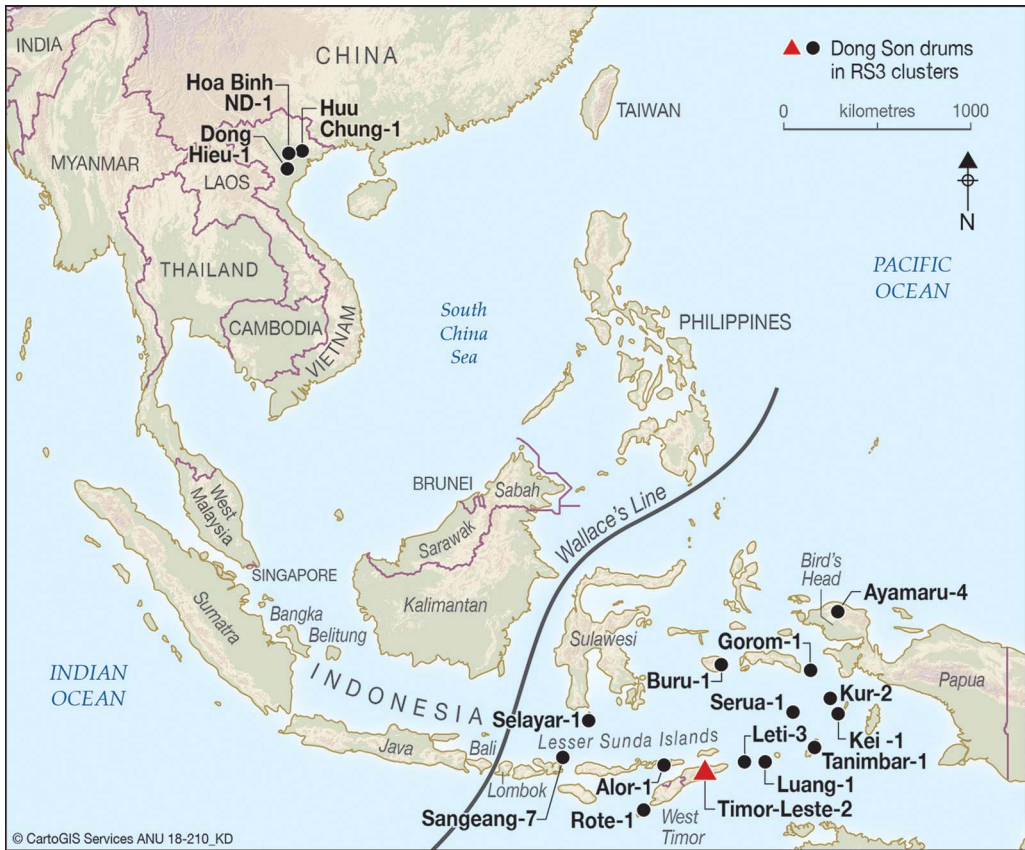 INDIA
CHINA
Dong Son drums
in RS3 clusters
0 kilometres 1000
N
TAIWAN
Hoa Binh
ND-1
Huu
Chung-1
Dong
Hieu-1
MYANMAR
LAOS
THAILAND
CAMBODIA
VIETNAM
South
China
Sea
PACIFIC
OCEAN
PHILIPPINES
West
Malaysia
BRUNEI
Sabah
Sarawak
Wallace's Line
SINGAPORE
Sumatra
Bangka
Belitung
Kalimantan
Sulawesi
Bird's
Head
Ayamaru-4
Gorom-1
Buru-1
INDIAN
OCEAN
INDONESIA
Papua
Kur-2
Serua-1
Selayar-1
Kei -1
Lesser Sunda Islands
Leti-3
Tanimbar-1
Java
Bali
Lombok
Alor-1
Luang-1
Sangeang-7
Rote-1
West
Timor
Timor-Leste-2
© CartoGIS Services ANU 18-210_KD